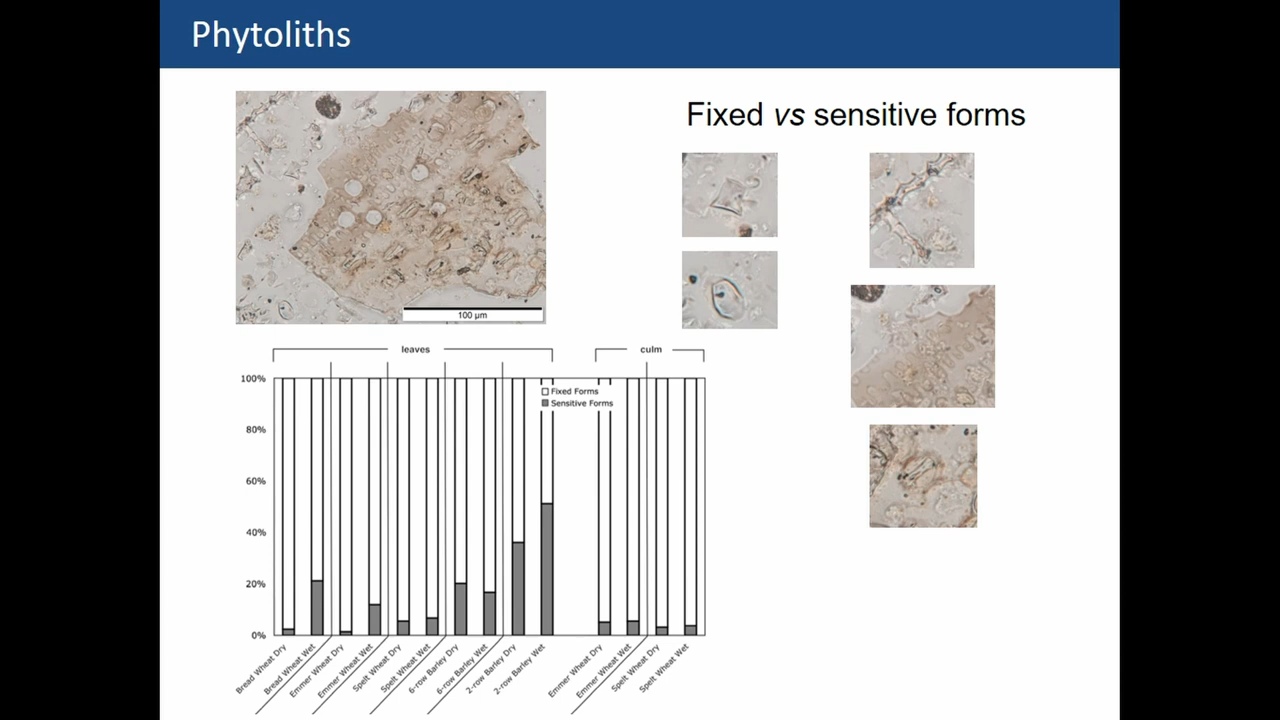 Phytoliths
Fixed vs sensitive forms
100 µm
leaves
culm
Fixed Forms
Sensitive Forms
100%
80%
60%
40%
20%
0%
Bread Wheat Dry
Bread Wheat Wet
Emmer Wheat Dry
Emmer Wheat Wet
Spelt Wheat Dry
Spelt Wheat Wet
6-row Barley Dry
6-row Barley Wet
2-row Barley Dry
2-row Barley Wet
Emmer Wheat Dry
Emmer Wheat Wet
Spelt Wheat Dry
Spelt Wheat Wet